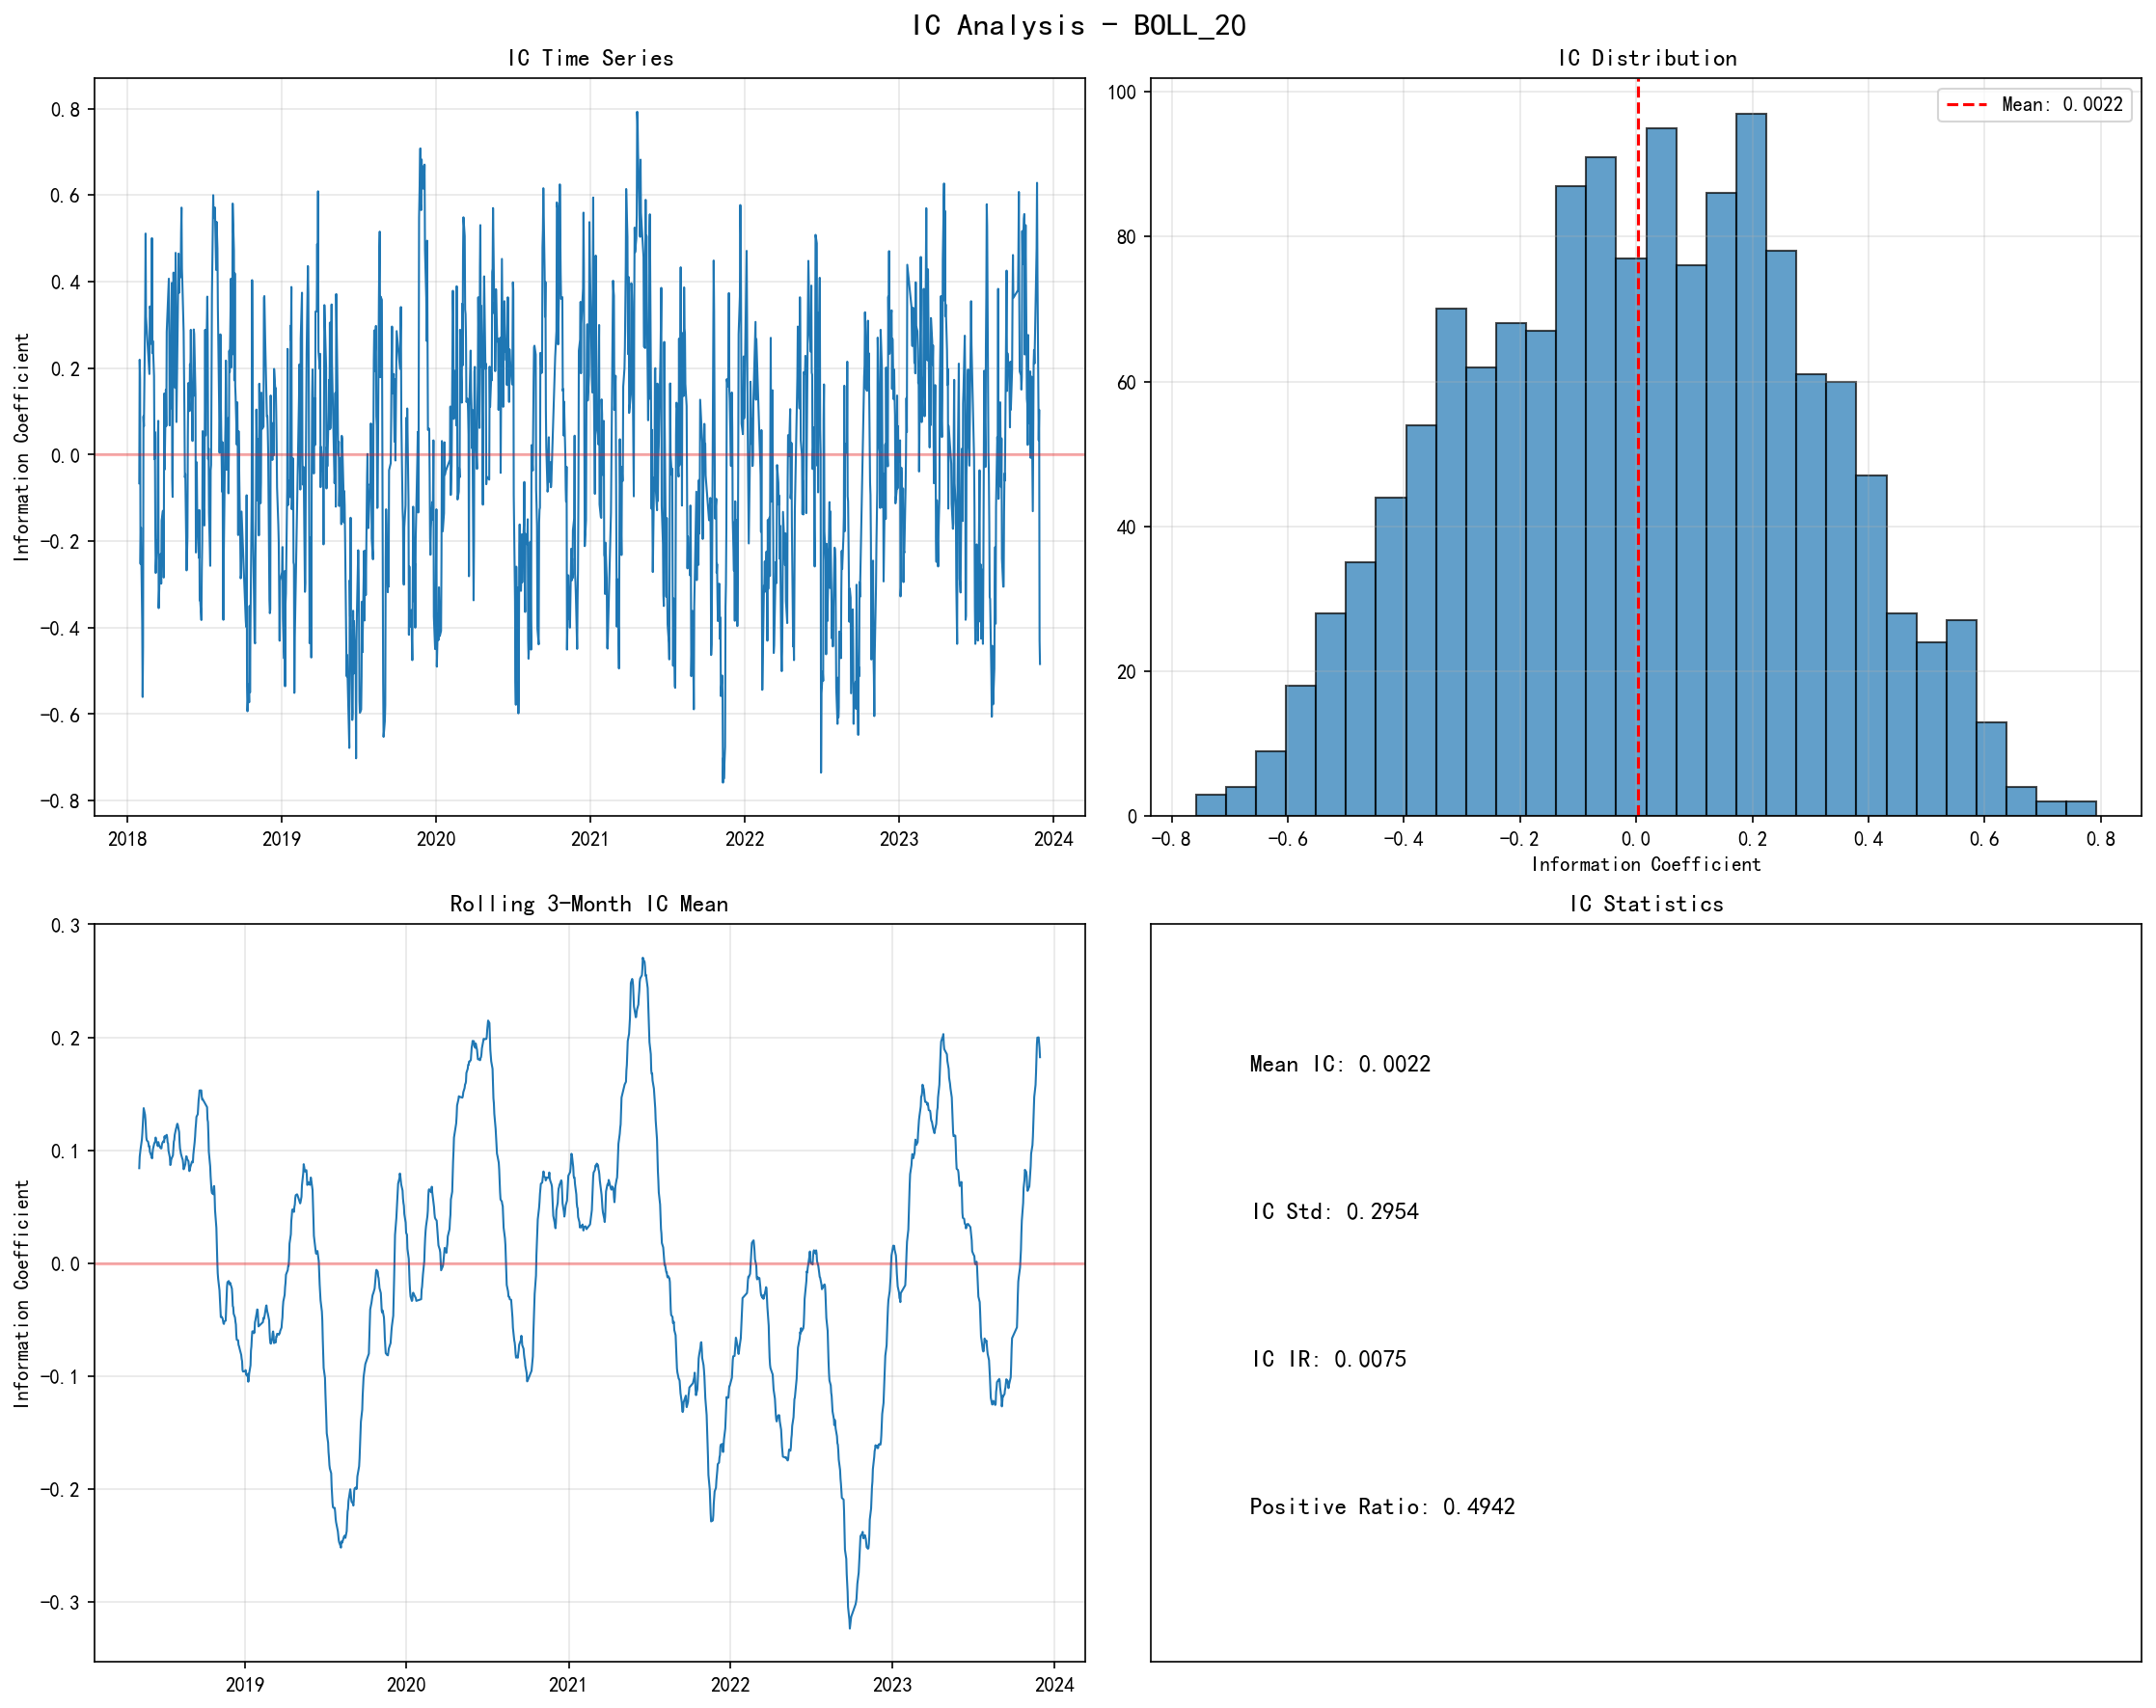 IC Analysis - BOLL_20
IC Time Series
Information Coefficient
0.8
0.6
0.4
0.2
0.0
-0.2
-0.4
-0.6
-0.8
2018 2019 2020 2021 2022 2023 2024
IC Distribution
Mean: 0.0022
100
80
60
40
20
0
-0.8 -0.6 -0.4 -0.2 0.0 0.2 0.4 0.6 0.8
Information Coefficient
Rolling 3-Month IC Mean
Information Coefficient
0.3
0.2
0.1
0.0
-0.1
-0.2
-0.3
2019 2020 2021 2022 2023 2024
IC Statistics
Mean IC: 0.0022
IC Std: 0.2954
IC IR: 0.0075
Positive Ratio: 0.4942